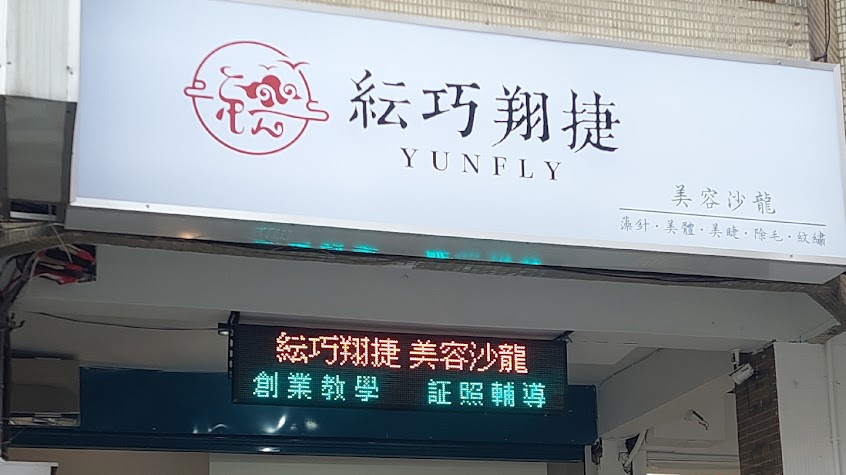 紜巧翔捷
YUNFLY
美容沙龍
藻針·美體·美睫·除毛·紋繡
紜巧翔捷 美容沙龍
創業教學 証照輔導